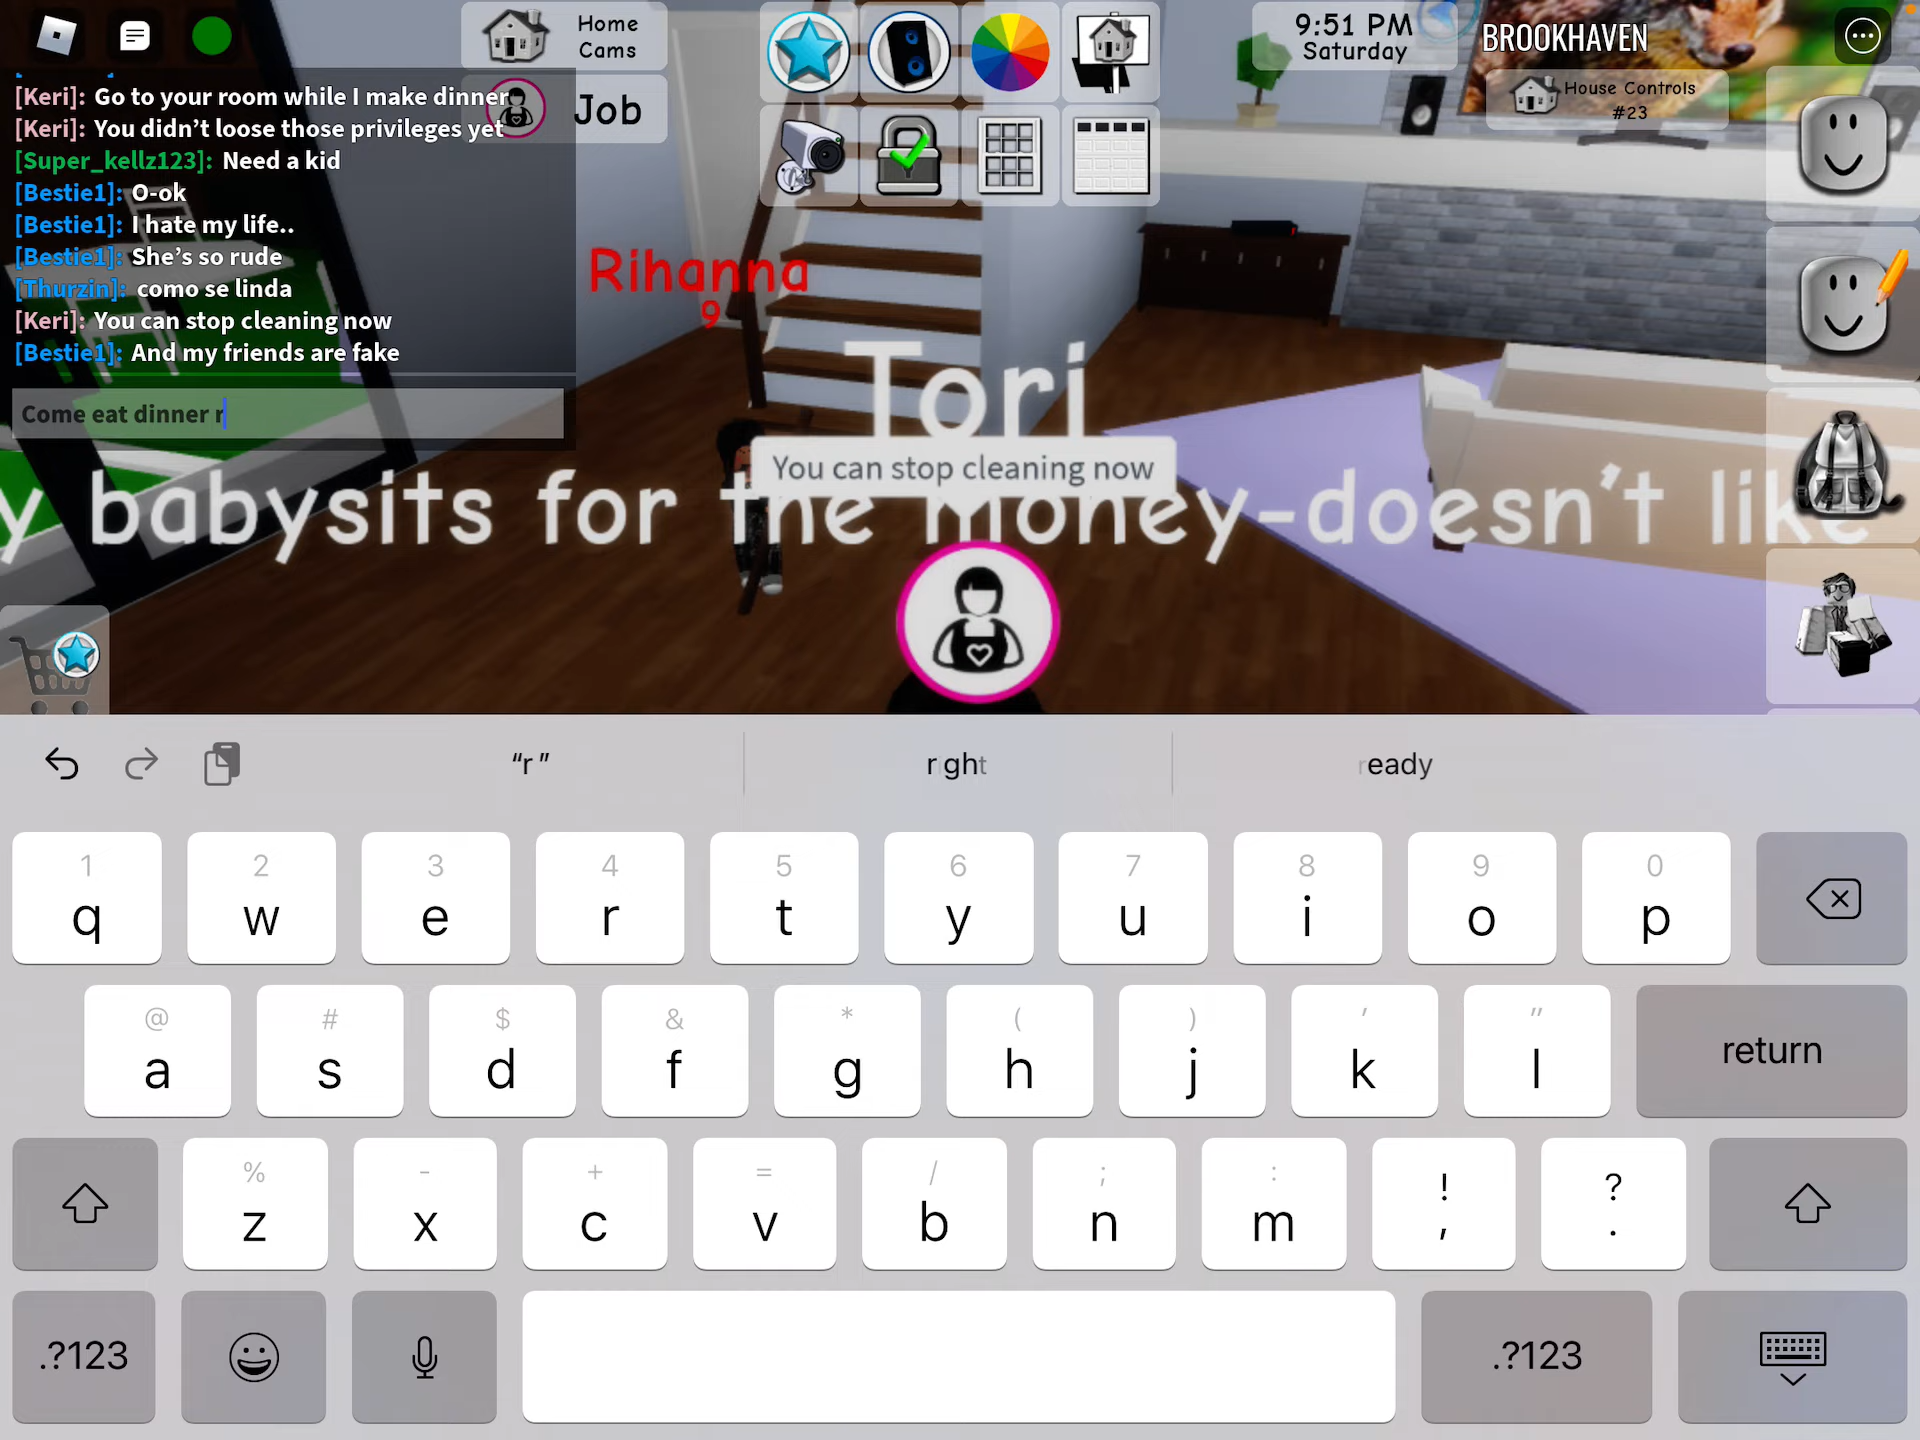 Home
Cams
Job
9:51 PM
Saturday
BROOKHAVEN
House Controls
#23
[Keri]: Go to your room while I make dinner
[Keri]: You didn't loose those privileges yet
[Super_kellz123]: Need a kid
[Bestie1]: O-ok
[Bestie1]: I hate my life..
[Bestie1]: She's so rude
[Thurzin]: como se linda
[Keri]: You can stop cleaning now
[Bestie1]: And my friends are fake
Come eat dinner r
Rihanna
9
Tori
You can stop cleaning now
y babysits for the money-doesn't like
"r" right ready
1 2 3 4 5 6 7 8 9 0
q w e r t y u i o p
@ # $ & * ( ) ' "
a s d f g h j k l return
% - + = / ; : ! ?
z x c v b n m , .
.?123 .?123